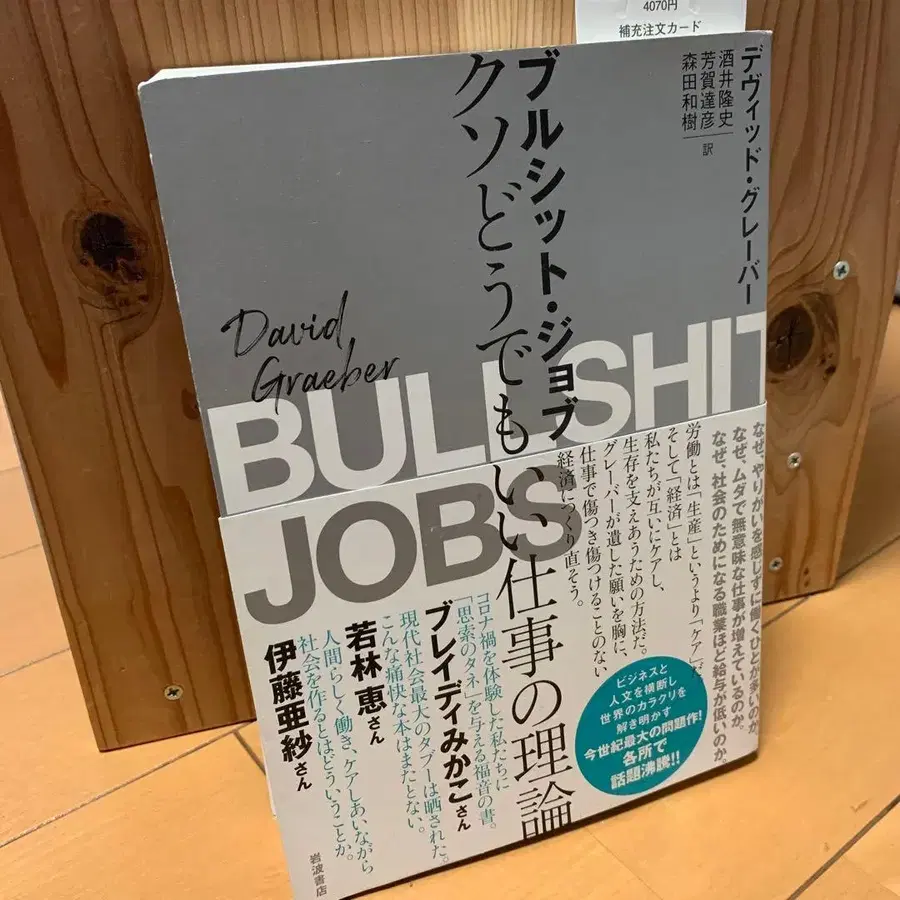 4070円
補充注文カード
デヴィッド・グレーバー
酒井隆史
芳賀達彦
森田和樹
訳
ブルシット・ジョブ
クソどうでもいい仕事の理論
David
Graeber
BULLSHIT
JOBS
なぜ、やりがいを感じずに働くひとが多いのか。
なぜ、ムダで無意味な仕事が増えているのか。
なぜ、社会のためになる職業ほど給与が低いのか。
労働とは「生産」というより「ケア」だ
そして「経済」とは
私たちが互いにケアし、
生存を支えあうための方法だ。
グレーバーが遺した願いを胸に、
仕事で傷つき傷つけることのない
経済につくり直そう。
コロナ禍を体験した私たちに
「思索のタネ」を与える福音の書。
ブレイディみかこさん
現代社会最大のタブーは晒された。
こんな痛快な本はまたとない。
若林 恵さん
人間らしく働き、ケアしあいながら
社会を作るとはどういうことか。
伊藤亜紗さん
ビジネスと
人文を横断し
世界のカラクリを
解き明かす
今世紀最大の問題作!
各所で
話題沸騰!!
岩波書店